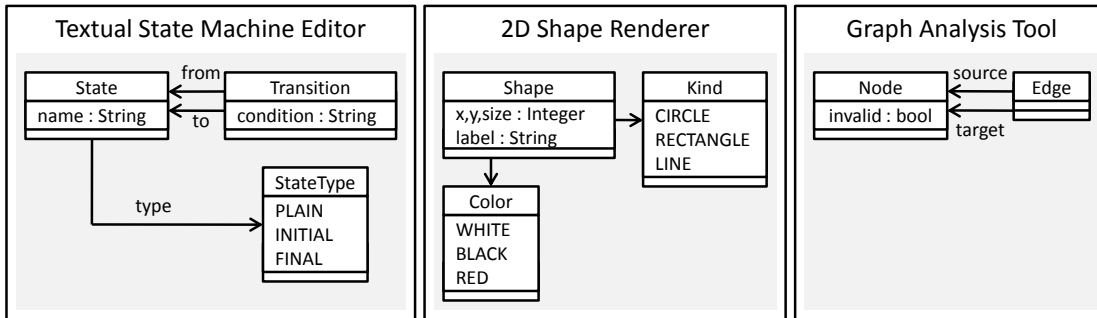 Textual State Machine Editor
State
name : String
from
to
Transition
condition : String
type
StateType
PLAIN
INITIAL
FINAL
2D Shape Renderer
Shape
x,y,size : Integer
label : String
Kind
CIRCLE
RECTANGLE
LINE
Color
WHITE
BLACK
RED
Graph Analysis Tool
Node
invalid : bool
source
target
Edge